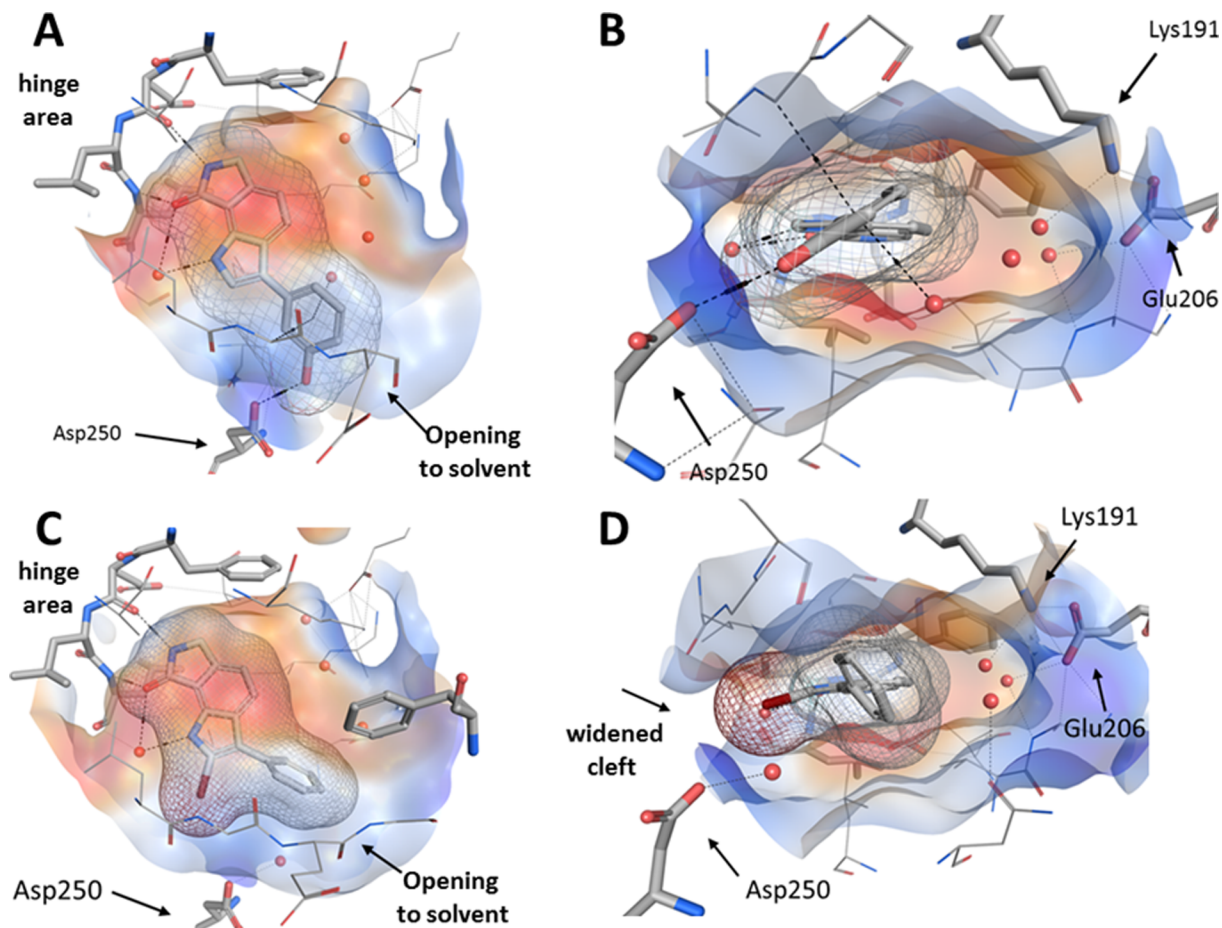 A
hinge
area
Asp250
Opening
to solvent
B
Lys191
Glu206
Asp250
C
hinge
area
Asp250
Opening
to solvent
D
Lys191
widened
cleft
Glu206
Asp250